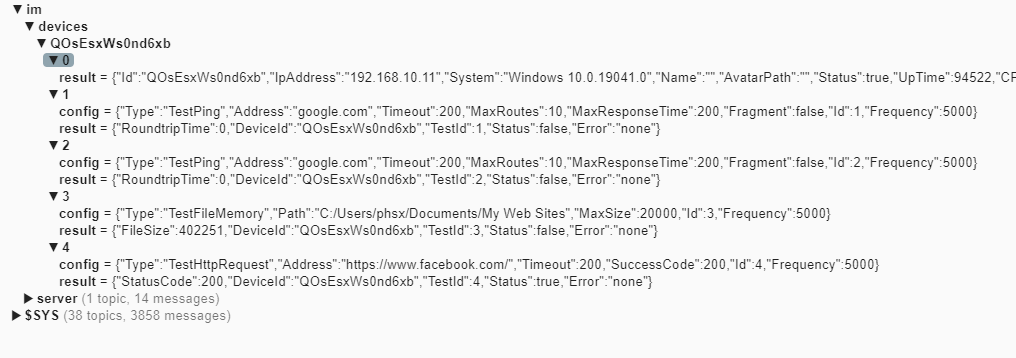 ▼ im
▼ devices
▼ QOsEsxWs0nd6xb
▼ 0
result = {"Id":"QOsEsxWs0nd6xb","IpAddress":"192.168.10.11","System":"Windows 10.0.19041.0","Name":"","AvatarPath":"","Status":true,"UpTime":94522,"CF
▼ 1
config = {"Type":"TestPing","Address":"google.com","Timeout":200,"MaxRoutes":10,"MaxResponseTime":200,"Fragment":false,"Id":1,"Frequency":5000}
result = {"RoundtripTime":0,"DeviceId":"QOsEsxWs0nd6xb","TestId":1,"Status":false,"Error":"none"}
▼ 2
config = {"Type":"TestPing","Address":"google.com","Timeout":200,"MaxRoutes":10,"MaxResponseTime":200,"Fragment":false,"Id":2,"Frequency":5000}
result = {"RoundtripTime":0,"DeviceId":"QOsEsxWs0nd6xb","TestId":2,"Status":false,"Error":"none"}
▼ 3
config = {"Type":"TestFileMemory","Path":"C:/Users/phsx/Documents/My Web Sites","MaxSize":20000,"Id":3,"Frequency":5000}
result = {"FileSize":402251,"DeviceId":"QOsEsxWs0nd6xb","TestId":3,"Status":false,"Error":"none"}
▼ 4
config = {"Type":"TestHttpRequest","Address":"https://www.facebook.com/","Timeout":200,"SuccessCode":200,"Id":4,"Frequency":5000}
result = {"StatusCode":200,"DeviceId":"QOsEsxWs0nd6xb","TestId":4,"Status":true,"Error":"none"}
▶ server (1 topic, 14 messages)
▶ $SYS (38 topics, 3858 messages)